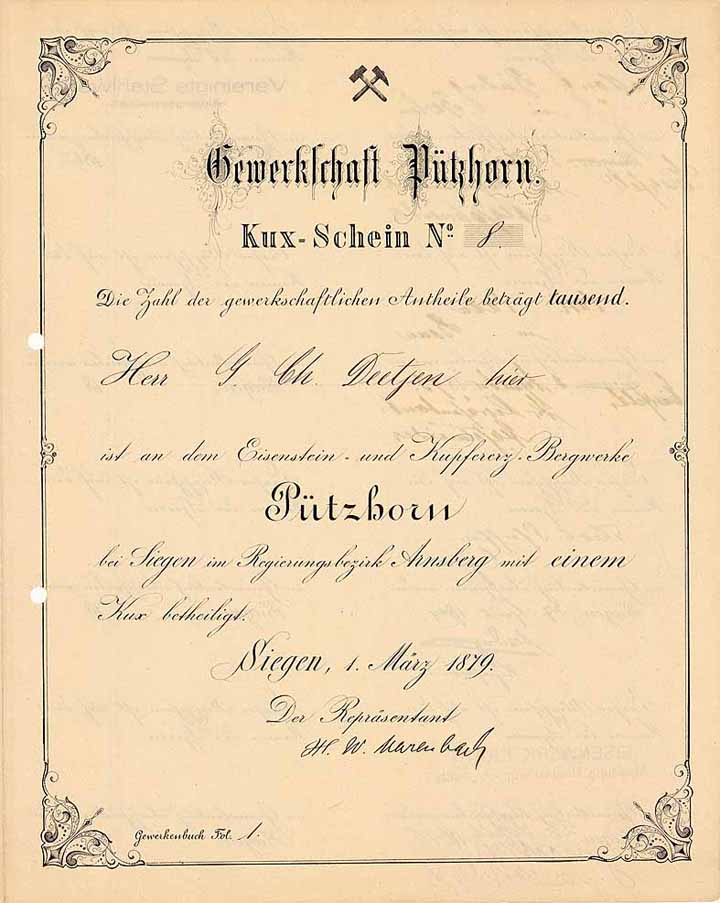 Gewerkschaft Pützhorn.
Kux-Schein No. 8.
Die Zahl der gewerkschaftlichen Antheile beträgt tausend.
Herr G. Ch. Deetjen hier
ist an dem Eisenstein- und Kupfererz-Bergwerke
Pützhorn
bei Siegen im Regierungsbezirk Arnsberg mit einem
Kux betheiligt.
Siegen, 1. März 1879.
Der Repräsentant
H. W. Marenbach
Gewerkenbuch Fol. 1.